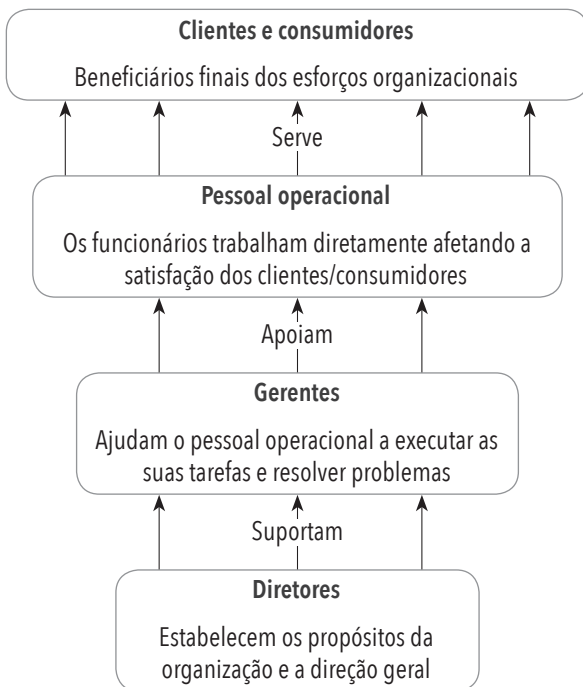 Clientes e consumidores
Beneficiários finais dos esforços organizacionais
Serve
Pessoal operacional
Os funcionários trabalham diretamente afetando a
satisfação dos clientes/consumidores
Apoiam
Gerentes
Ajudam o pessoal operacional a executar as
suas tarefas e resolver problemas
Suportam
Diretores
Estabelecem os propósitos da
organização e a direção geral